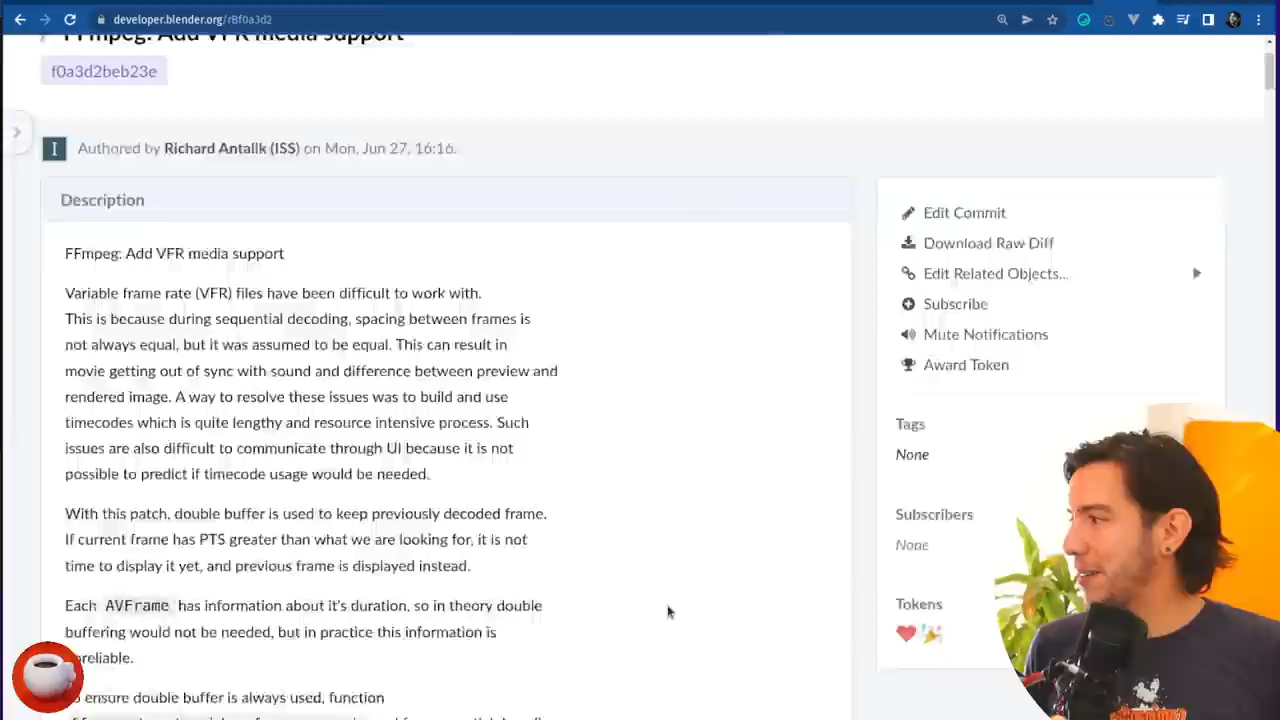 developer.blender.org/rBf0a3d2
FFmpeg: Add VFR media support
f0a3d2beb23e
I Authored by Richard Antalik (ISS) on Mon, Jun 27, 16:16.
Description
FFmpeg: Add VFR media support
Variable frame rate (VFR) files have been difficult to work with.
This is because during sequential decoding, spacing between frames is
not always equal, but it was assumed to be equal. This can result in
movie getting out of sync with sound and difference between preview and
rendered image. A way to resolve these issues was to build and use
timecodes which is quite lengthy and resource intensive process. Such
issues are also difficult to communicate through UI because it is not
possible to predict if timecode usage would be needed.
With this patch, double buffer is used to keep previously decoded frame.
If current frame has PTS greater than what we are looking for, it is not
time to display it yet, and previous frame is displayed instead.
Each AVFrame has information about it's duration, so in theory double
buffering would not be needed, but in practice this information is
reliable.
ensure double buffer is always used, function
Edit Commit
Download Raw Diff
Edit Related Objects...
Subscribe
Mute Notifications
Award Token
Tags
None
Subscribers
None
Tokens